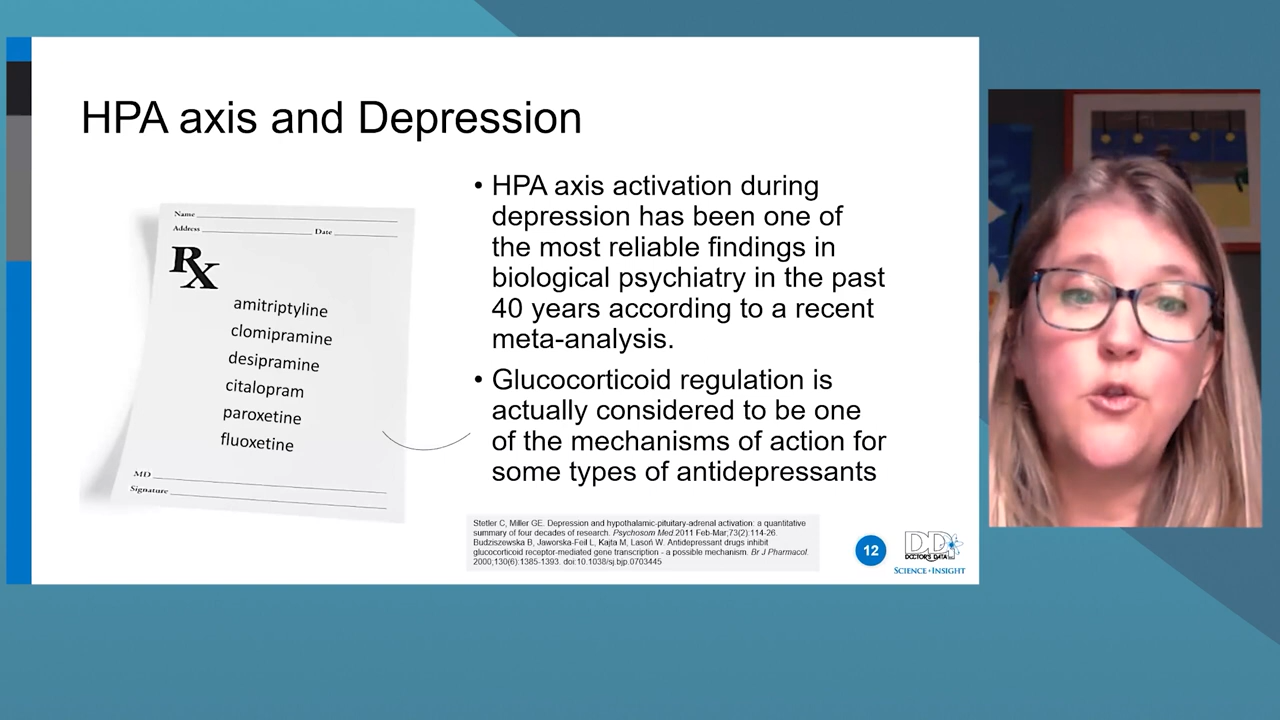 HPA axis and Depression
Name
Address Date
Rx
amitriptyline
clomipramine
desipramine
citalopram
paroxetine
fluoxetine
MD
Signature
• HPA axis activation during
depression has been one of
the most reliable findings in
biological psychiatry in the past
40 years according to a recent
meta-analysis.
• Glucocorticoid regulation is
actually considered to be one
of the mechanisms of action for
some types of antidepressants
Stetler C, Miller GE. Depression and hypothalamic-pituitary-adrenal activation: a quantitative
summary of four decades of research. Psychosom Med 2011 Feb-Mar;73(2):114-26.
Budziszewska B, Jaworska-Feil L, Kajta M, Lasoń W. Antidepressant drugs inhibit
glucocorticoid receptor-mediated gene transcription - a possible mechanism. Br J Pharmacol.
2000;130(6):1385-1393. doi:10.1038/sj.bjp.0703445
12
DD
DOCTOR'S DATA
SCIENCE + INSIGHT